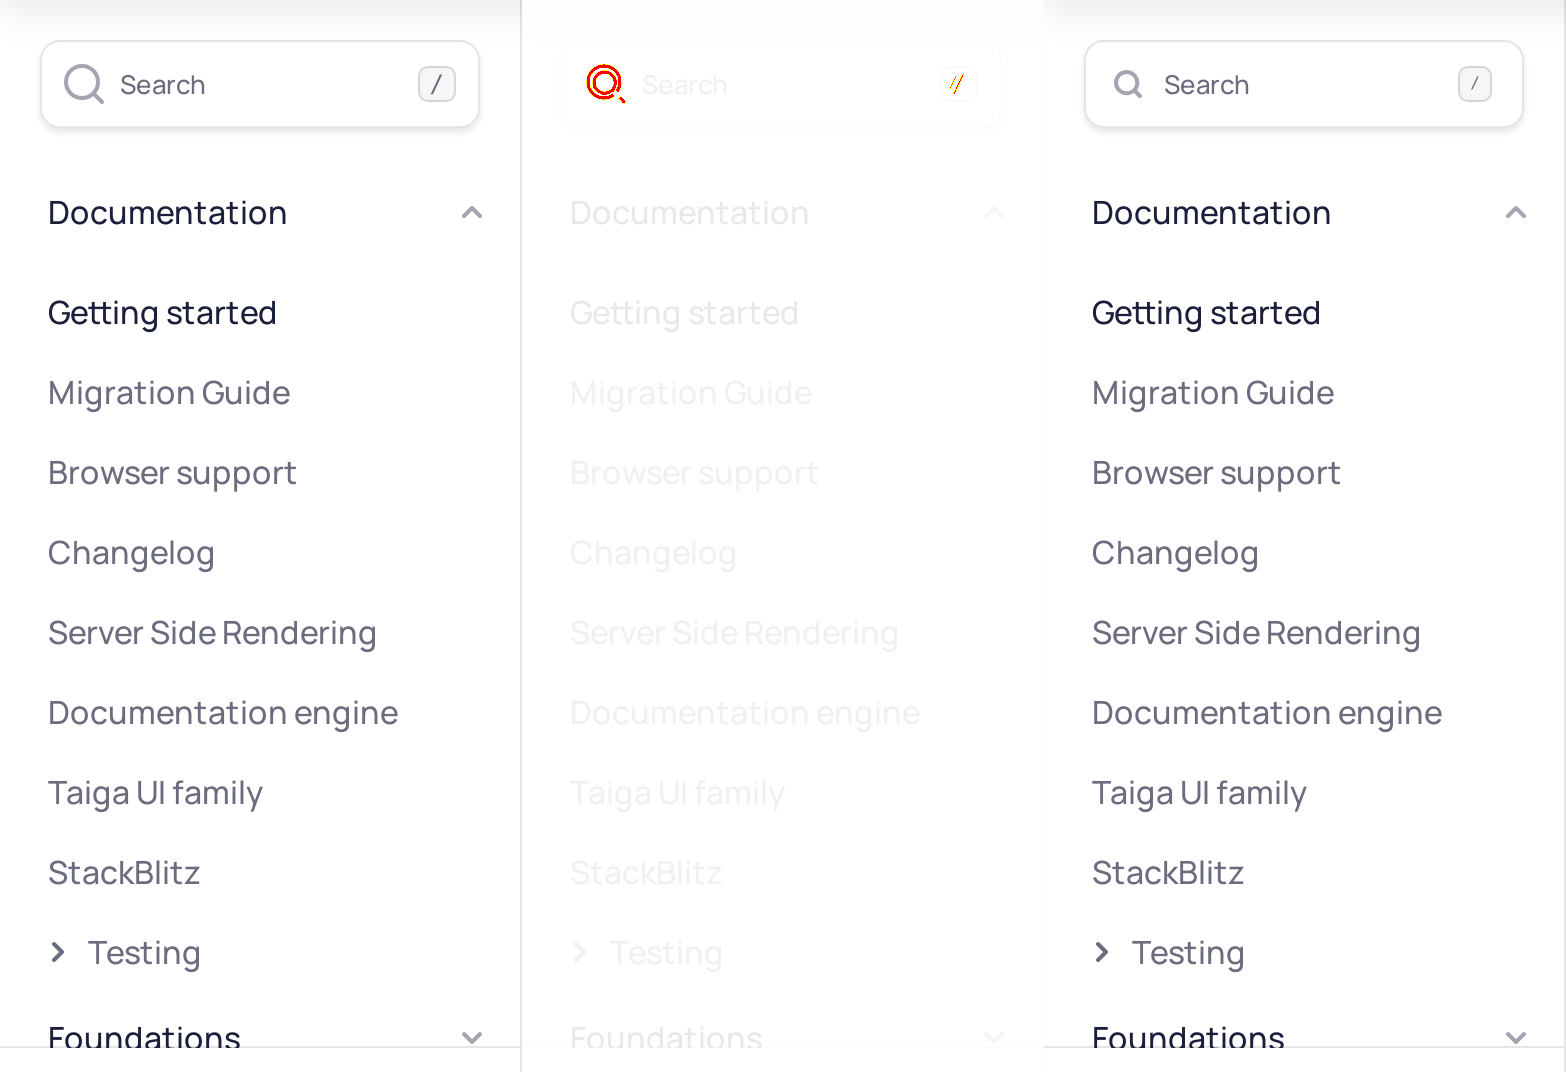 Search /
Documentation
Getting started
Migration Guide
Browser support
Changelog
Server Side Rendering
Documentation engine
Taiga UI family
StackBlitz
Testing
Foundations
Search //
Documentation
Getting started
Migration Guide
Browser support
Changelog
Server Side Rendering
Documentation engine
Taiga UI family
StackBlitz
Testing
Foundations
Search /
Documentation
Getting started
Migration Guide
Browser support
Changelog
Server Side Rendering
Documentation engine
Taiga UI family
StackBlitz
Testing
Foundations